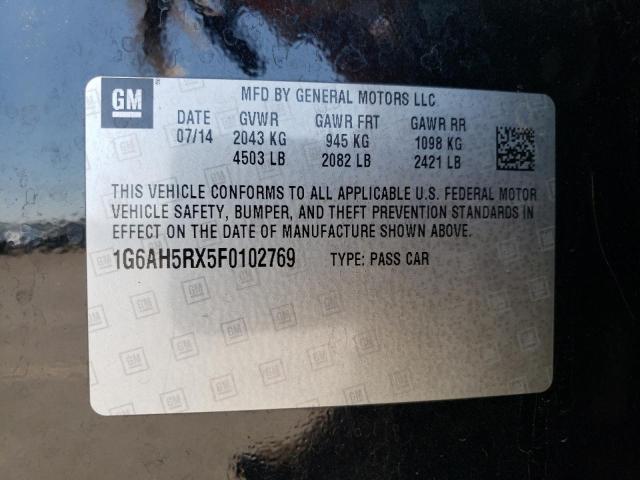 GM
MFD BY GENERAL MOTORS LLC
DATE GVWR GAWR FRT GAWR RR
07/14 2043 KG 945 KG 1098 KG
4503 LB 2082 LB 2421 LB
THIS VEHICLE CONFORMS TO ALL APPLICABLE U.S. FEDERAL MOTOR
VEHICLE SAFETY, BUMPER, AND THEFT PREVENTION STANDARDS IN
EFFECT ON THE DATE OF MANUFACTURE SHOWN ABOVE.
1G6AH5RX5F0102769 TYPE: PASS CAR